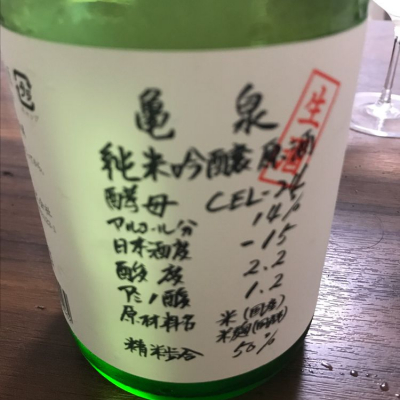 亀泉
生酒
純米吟醸原酒
酵母 CEL-24
アルコール分 14%
日本酒度 -15
酸度 2.2
アミノ酸 1.2
原材料名 米(国産)
米麹(国産米)
精米歩合 50%